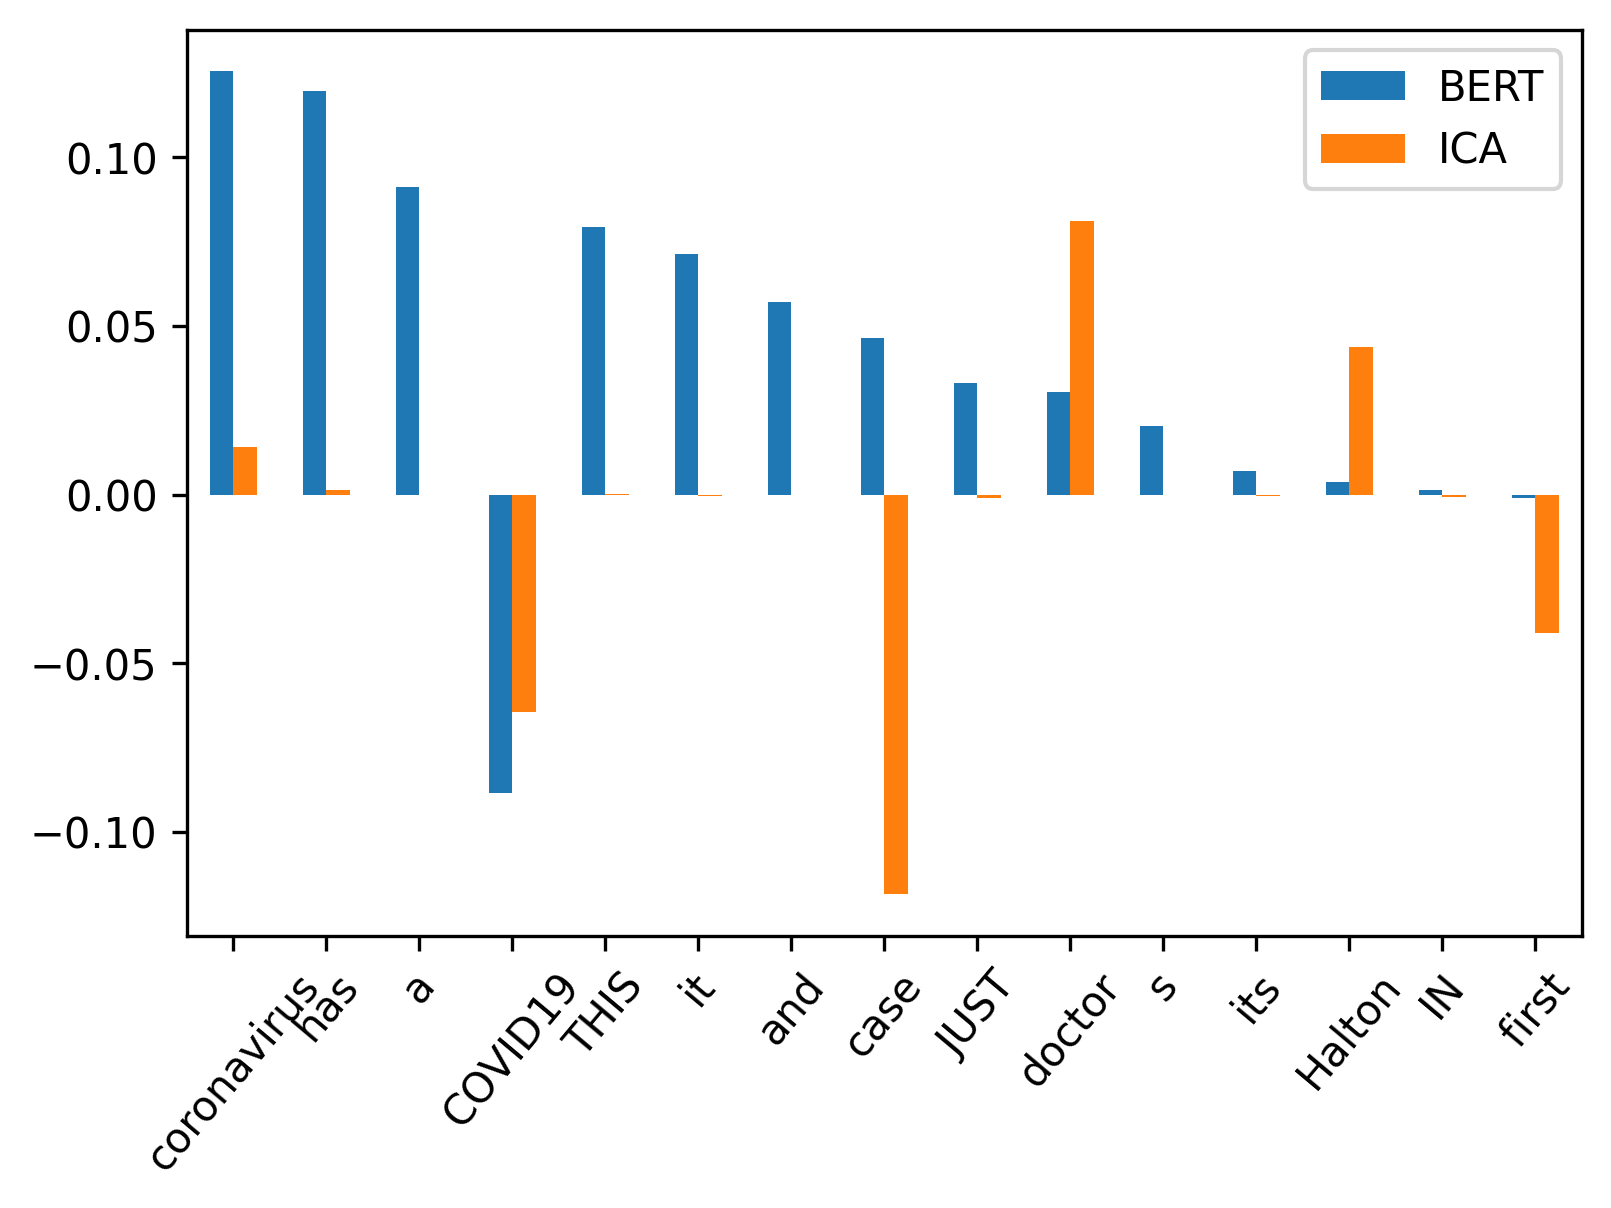 BERT
ICA
0.10
0.05
0.00
−0.05
−0.10
coronavirus
has
a
COVID19
THIS
it
and
case
JUST
doctor
s
its
Halton
IN
first